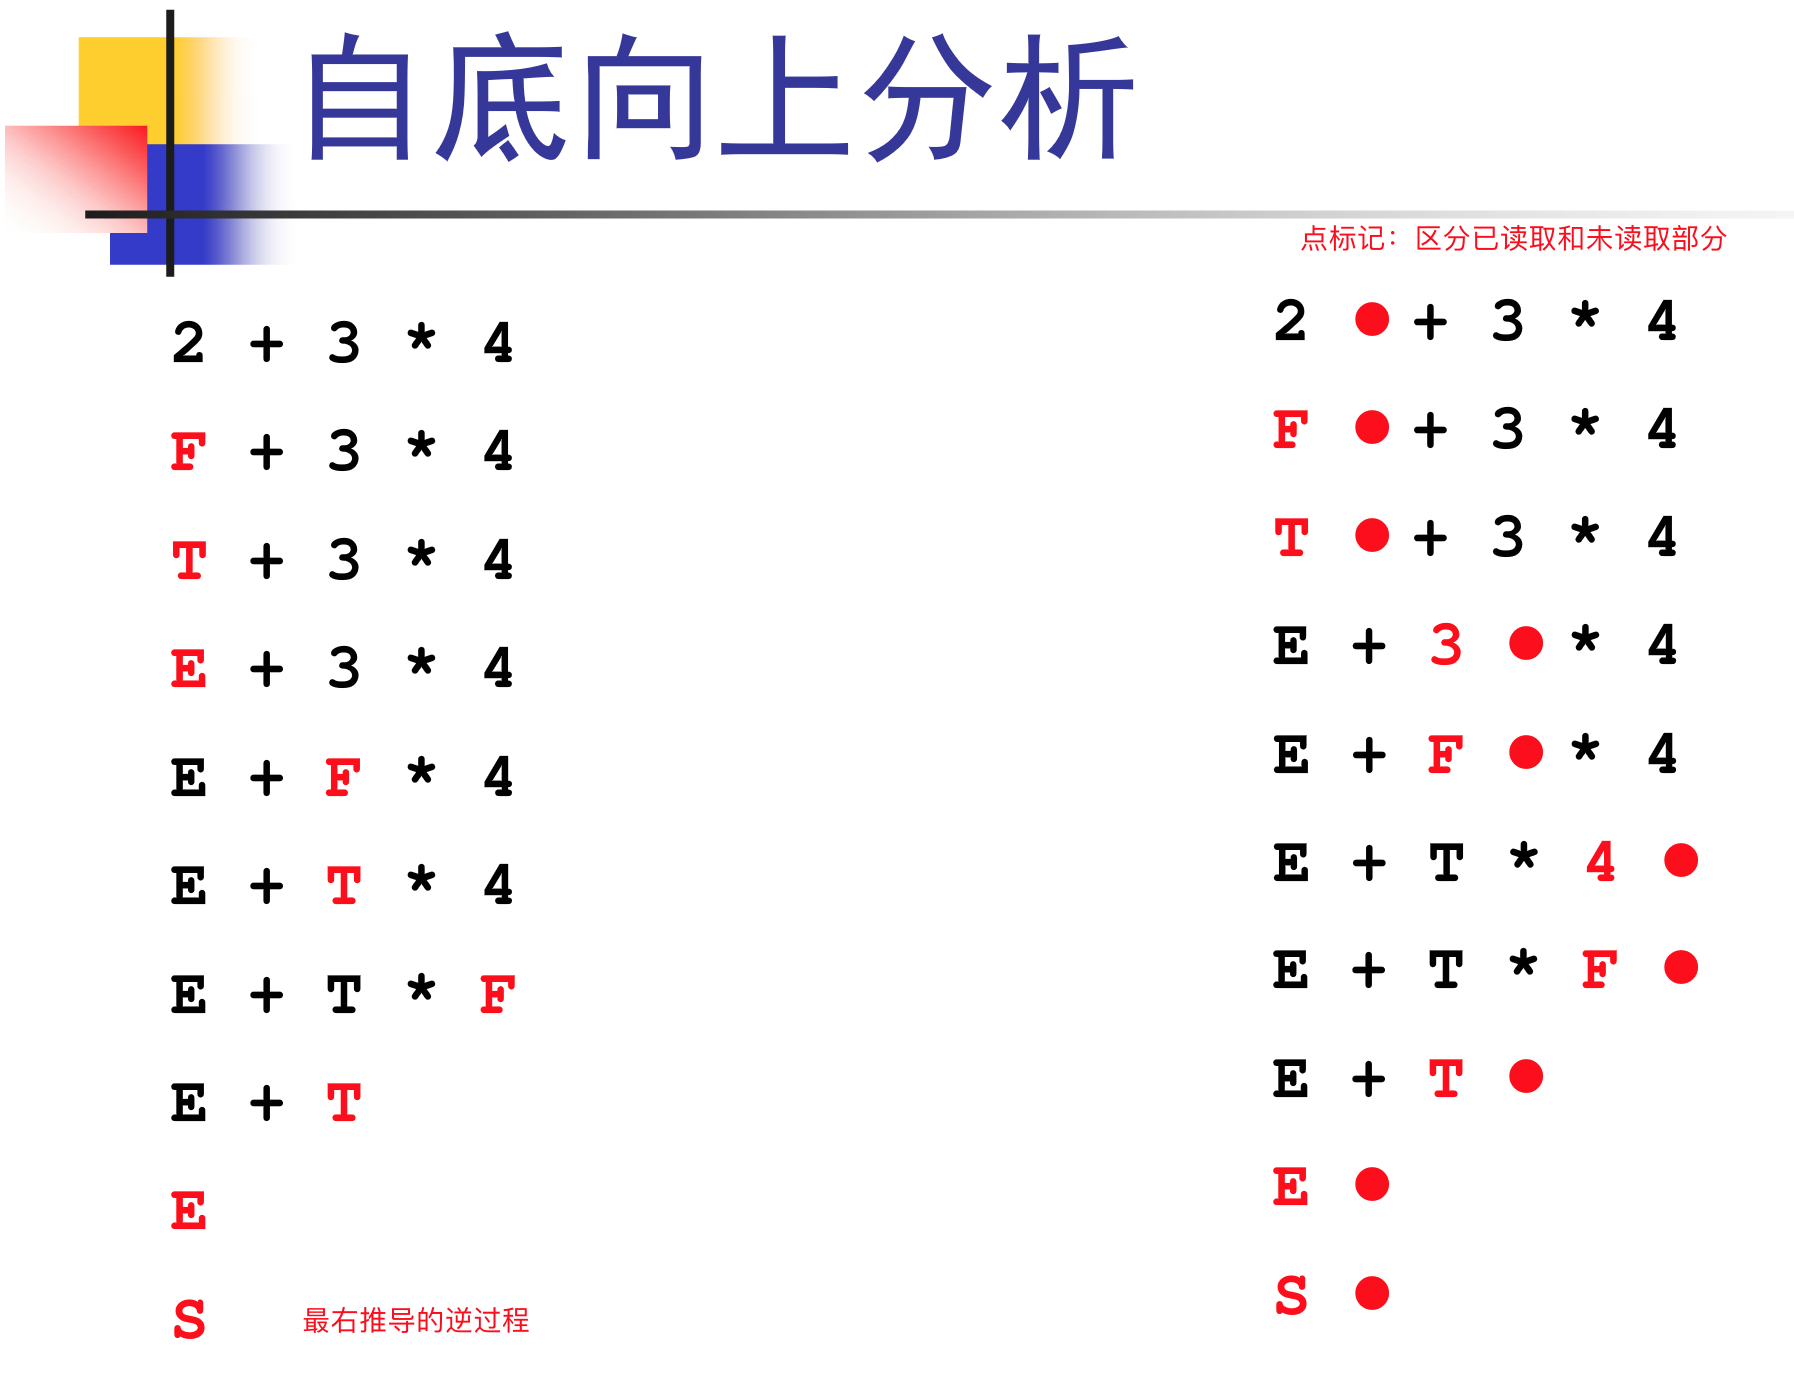 自底向上分析
点标记：区分已读取和未读取部分
2 + 3 * 4
F + 3 * 4
T + 3 * 4
E + 3 * 4
E + F * 4
E + T * 4
E + T * F
E + T
E
S
最右推导的逆过程
2 ● + 3 * 4
F ● + 3 * 4
T ● + 3 * 4
E + 3 ● * 4
E + F ● * 4
E + T * 4 ●
E + T * F ●
E + T ●
E ●
S ●